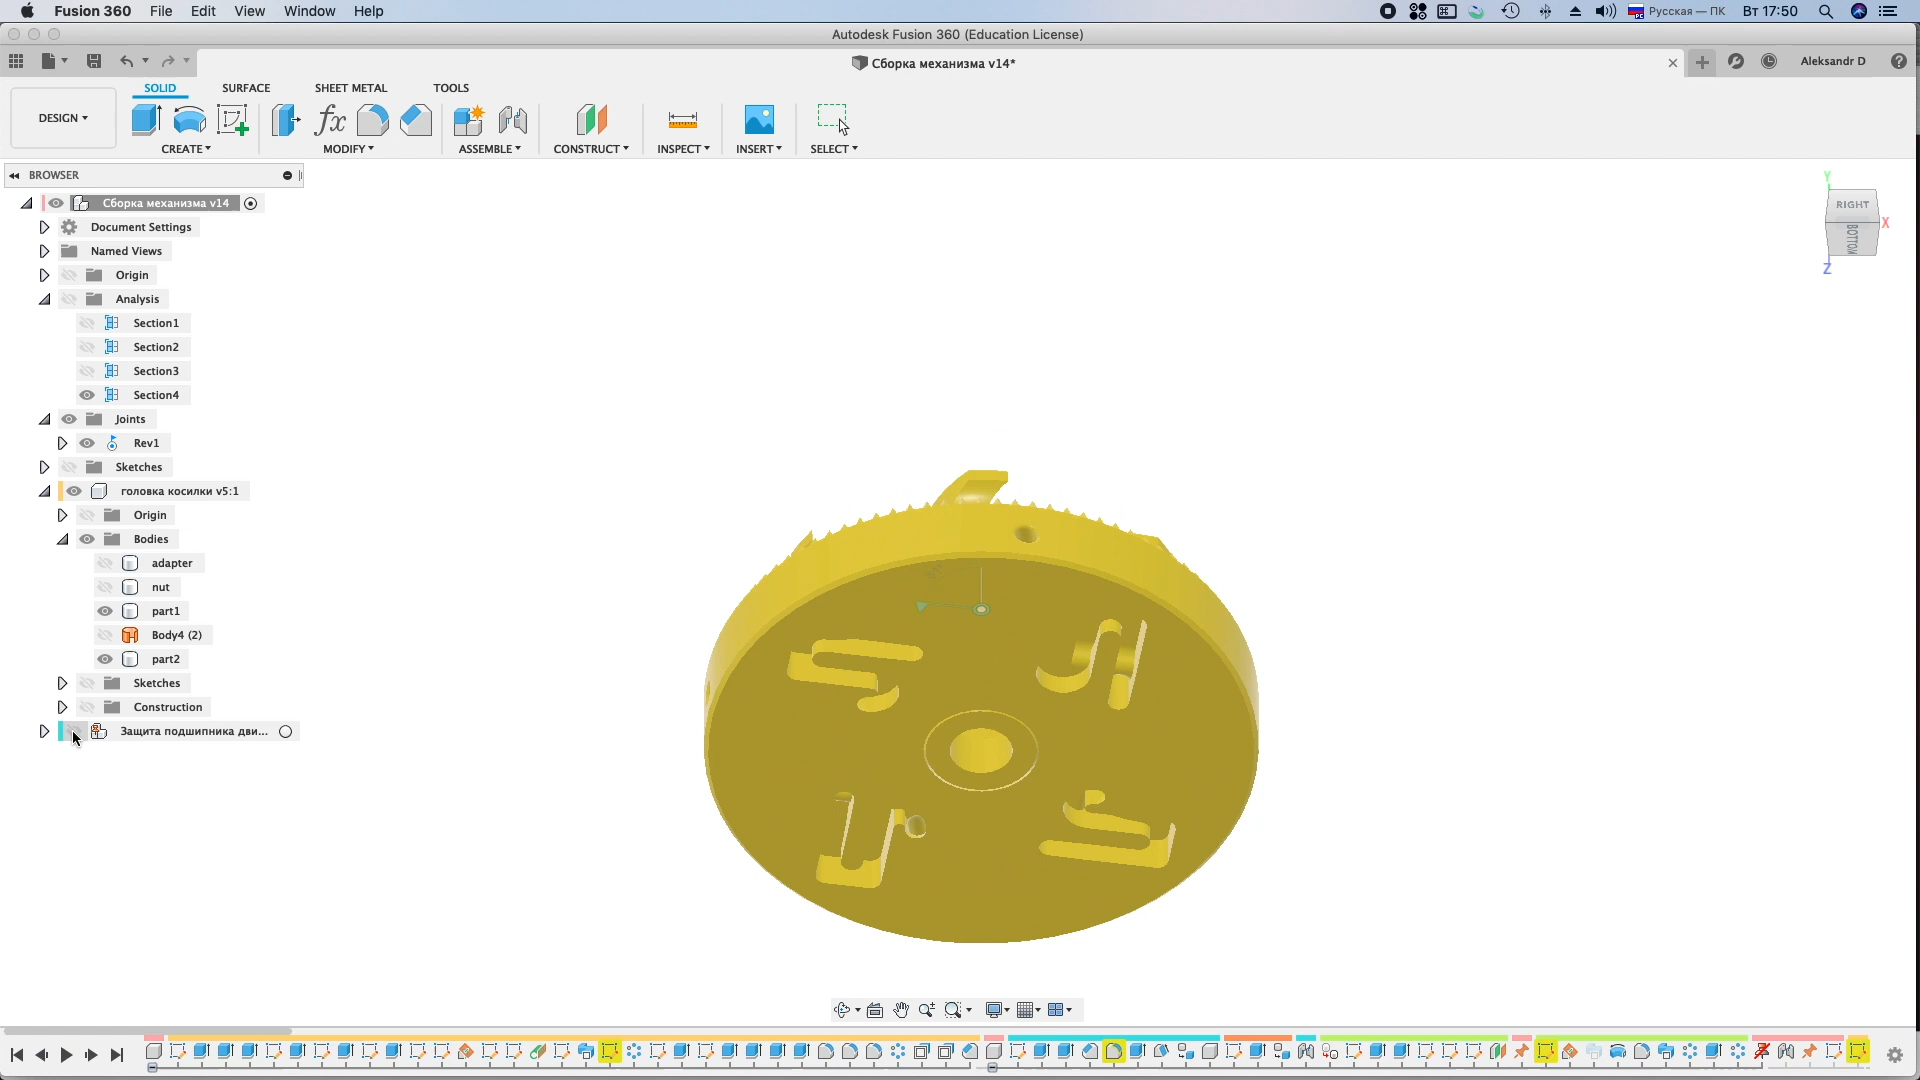 Fusion 360 File Edit View Window Help Русская — ПК Вт 17:50
Autodesk Fusion 360 (Education License)
Сборка механизма v14* Aleksandr D
SOLID SURFACE SHEET METAL TOOLS
DESIGN
CREATE MODIFY ASSEMBLE CONSTRUCT INSPECT INSERT SELECT
BROWSER
Сборка механизма v14
Document Settings
Named Views
Origin
Analysis
Section1
Section2
Section3
Section4
Joints
Rev1
Sketches
головка косилки v5:1
Origin
Bodies
adapter
nut
part1
Body4 (2)
part2
Sketches
Construction
Защита подшипника дви...
Y
RIGHT
X
BOTTOM
Z